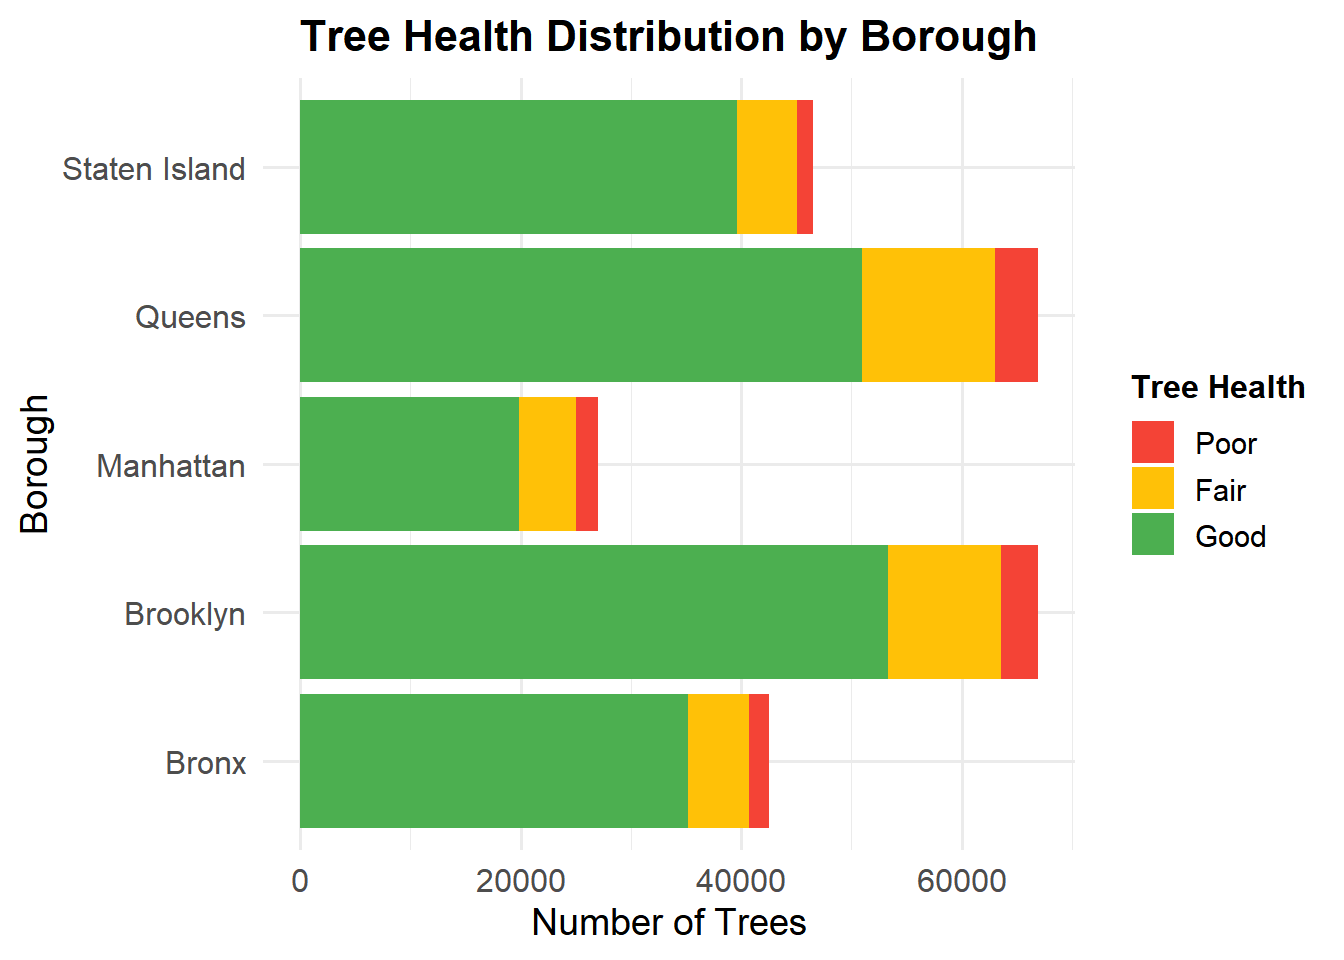 Tree Health Distribution by Borough
Staten Island
Queens
Manhattan
Brooklyn
Bronx
Borough
0 20000 40000 60000
Number of Trees
Tree Health
Poor
Fair
Good